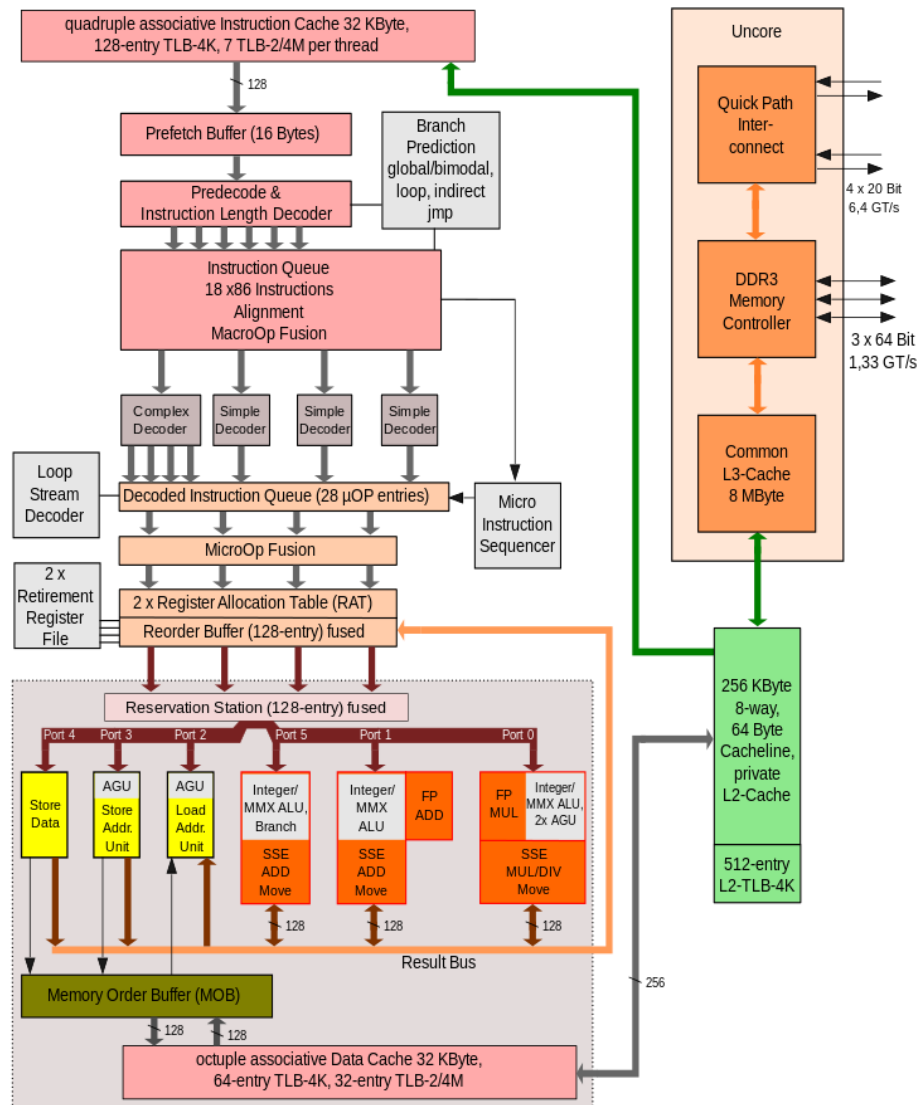 quadruple associative Instruction Cache 32 KByte,
128-entry TLB-4K, 7 TLB-2/4M per thread
128
Prefetch Buffer (16 Bytes)
Branch
Prediction
global/bimodal,
loop, indirect
jmp
Predecode &
Instruction Length Decoder
Instruction Queue
18 x86 Instructions
Alignment
MacroOp Fusion
Complex
Decoder
Simple
Decoder
Simple
Decoder
Simple
Decoder
Loop
Stream
Decoder
Decoded Instruction Queue (28 µOP entries)
Micro
Instruction
Sequencer
MicroOp Fusion
2 x
Retirement
Register
File
2 x Register Allocation Table (RAT)
Reorder Buffer (128-entry) fused
Reservation Station (128-entry) fused
Port 4
Port 3
Port 2
Port 5
Port 1
Port 0
Store
Data
AGU
Store
Addr.
Unit
AGU
Load
Addr.
Unit
Integer/
MMX ALU,
Branch
SSE
ADD
Move
Integer/
MMX
ALU
FP
ADD
SSE
ADD
Move
FP
MUL
Integer/
MMX ALU,
2x AGU
SSE
MUL/DIV
Move
128
128
128
Result Bus
Memory Order Buffer (MOB)
128
128
octuple associative Data Cache 32 KByte,
64-entry TLB-4K, 32-entry TLB-2/4M
256
Uncore
Quick Path
Inter-
connect
4 x 20 Bit
6,4 GT/s
DDR3
Memory
Controller
3 x 64 Bit
1,33 GT/s
Common
L3-Cache
8 MByte
256 KByte
8-way,
64 Byte
Cacheline,
private
L2-Cache
512-entry
L2-TLB-4K